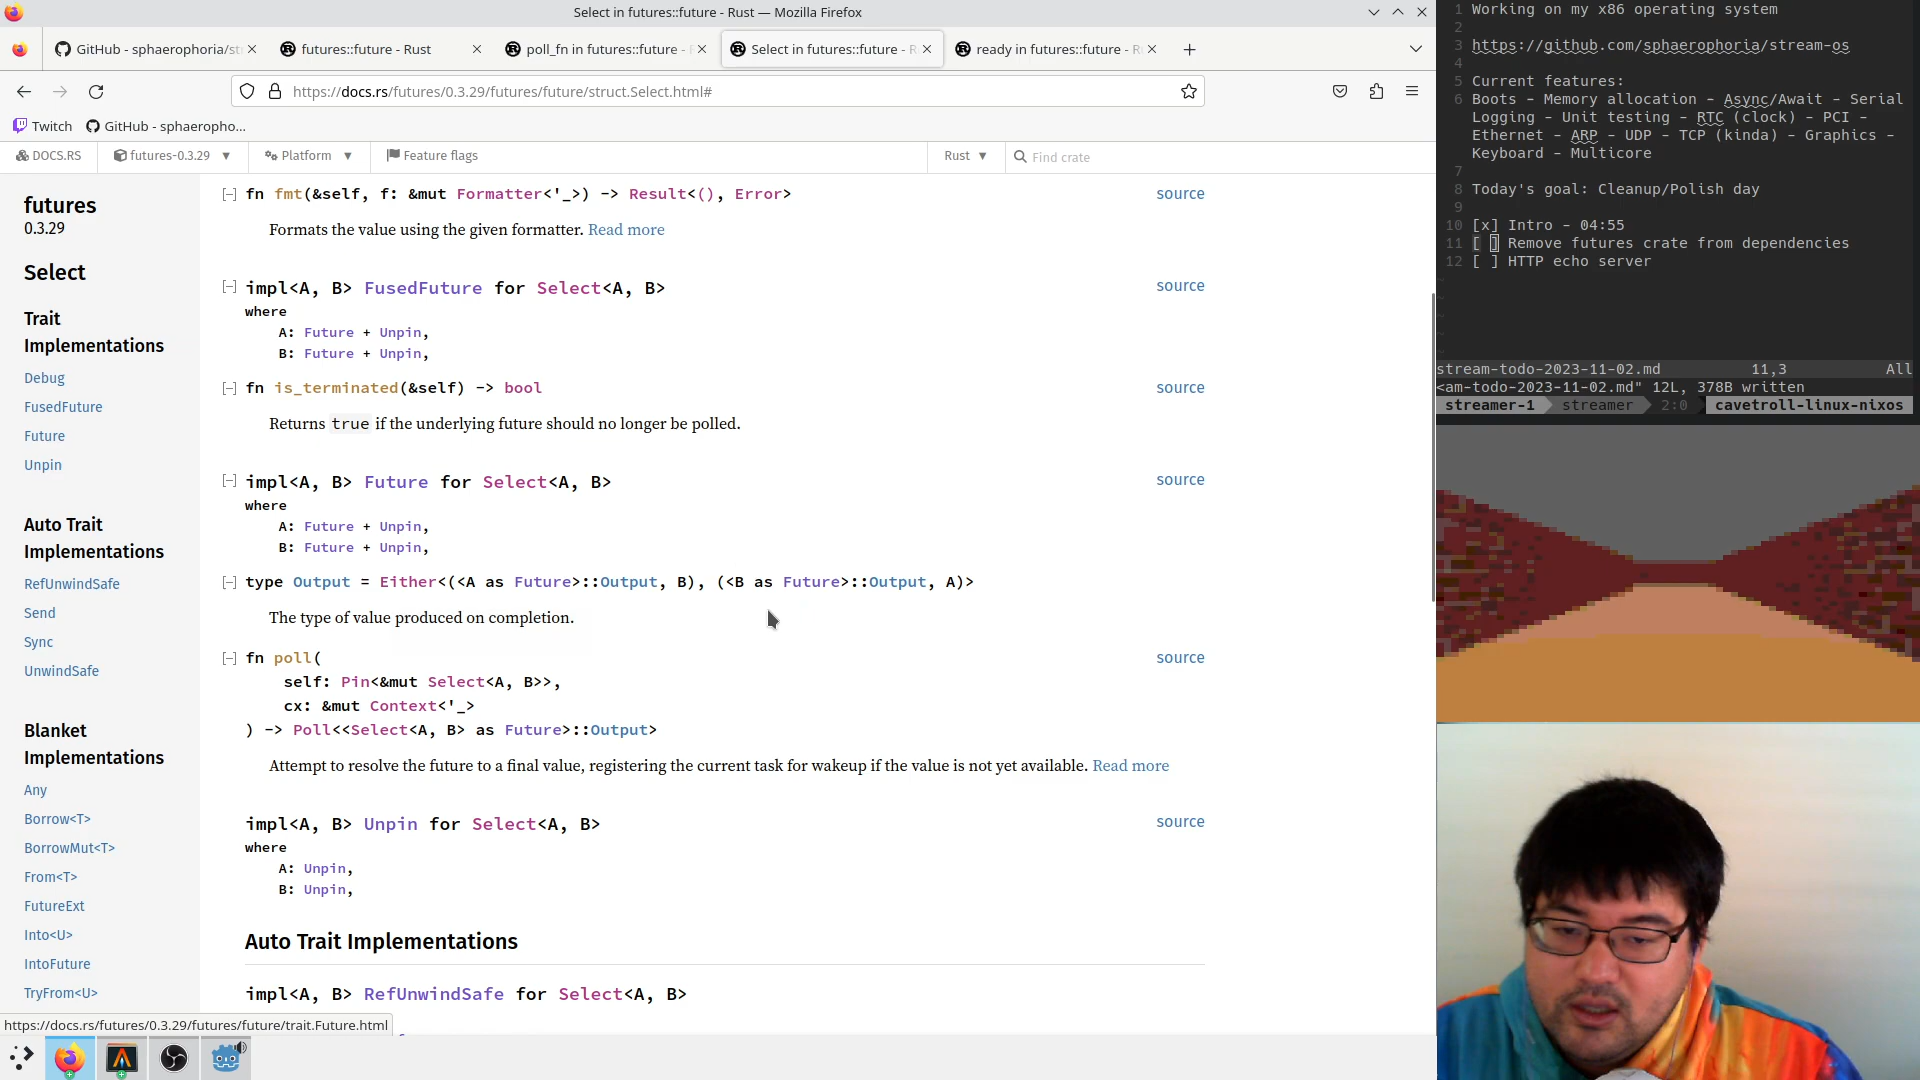 Select in futures::future - Rust — Mozilla Firefox
GitHub - sphaerophoria/st
futures::future - Rust
poll_fn in futures::future - R
Select in futures::future - R
ready in futures::future - R
https://docs.rs/futures/0.3.29/futures/future/struct.Select.html#
Twitch
GitHub - sphaeropho...
DOCS.RS
futures-0.3.29
Platform
Feature flags
Rust
Find crate
futures
0.3.29
Select
Trait
Implementations
Debug
FusedFuture
Future
Unpin
Auto Trait
Implementations
RefUnwindSafe
Send
Sync
UnwindSafe
Blanket
Implementations
Any
Borrow<T>
BorrowMut<T>
From<T>
FutureExt
Into<U>
IntoFuture
TryFrom<U>
https://docs.rs/futures/0.3.29/futures/future/trait.Future.html
[-] fn fmt(&self, f: &mut Formatter<'_>) -> Result<(), Error> source
Formats the value using the given formatter. Read more
[-] impl<A, B> FusedFuture for Select<A, B> source
where
A: Future + Unpin,
B: Future + Unpin,
[-] fn is_terminated(&self) -> bool source
Returns true if the underlying future should no longer be polled.
[-] impl<A, B> Future for Select<A, B> source
where
A: Future + Unpin,
B: Future + Unpin,
[-] type Output = Either<(<A as Future>::Output, B), (<B as Future>::Output, A)>
The type of value produced on completion.
[-] fn poll( source
self: Pin<&mut Select<A, B>>,
cx: &mut Context<'_>
) -> Poll<<Select<A, B> as Future>::Output>
Attempt to resolve the future to a final value, registering the current task for wakeup if the value is not yet available. Read more
impl<A, B> Unpin for Select<A, B> source
where
A: Unpin,
B: Unpin,
Auto Trait Implementations
impl<A, B> RefUnwindSafe for Select<A, B>
1 Working on my x86 operating system
2
3 https://github.com/sphaerophoria/stream-os
4
5 Current features:
6 Boots - Memory allocation - Async/Await - Serial
Logging - Unit testing - RTC (clock) - PCI -
Ethernet - ARP - UDP - TCP (kinda) - Graphics -
Keyboard - Multicore
7
8 Today's goal: Cleanup/Polish day
9
10 [x] Intro - 04:55
11 [ ] Remove futures crate from dependencies
12 [ ] HTTP echo server
~
~
~
stream-todo-2023-11-02.md 11,3 All
<am-todo-2023-11-02.md" 12L, 378B written
streamer-1 streamer 2:0 cavetroll-linux-nixos